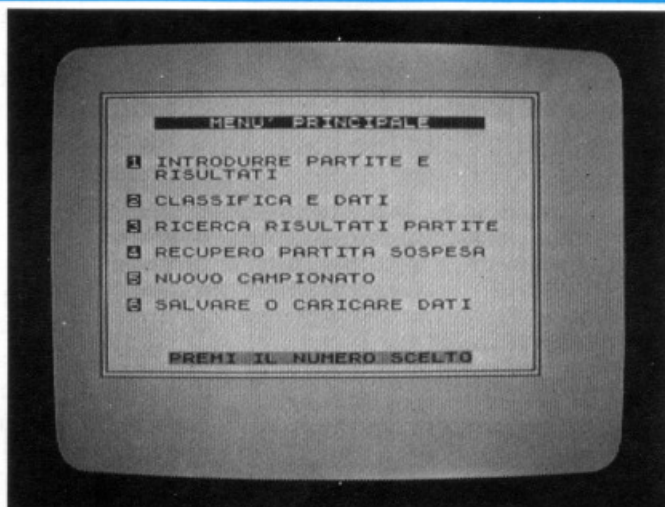 MENU' PRINCIPALE
1 INTRODURRE PARTITE E
RISULTATI
2 CLASSIFICA E DATI
3 RICERCA RISULTATI PARTITE
4 RECUPERO PARTITA SOSPESA
5 NUOVO CAMPIONATO
6 SALVARE O CARICARE DATI
PREMI IL NUMERO SCELTO